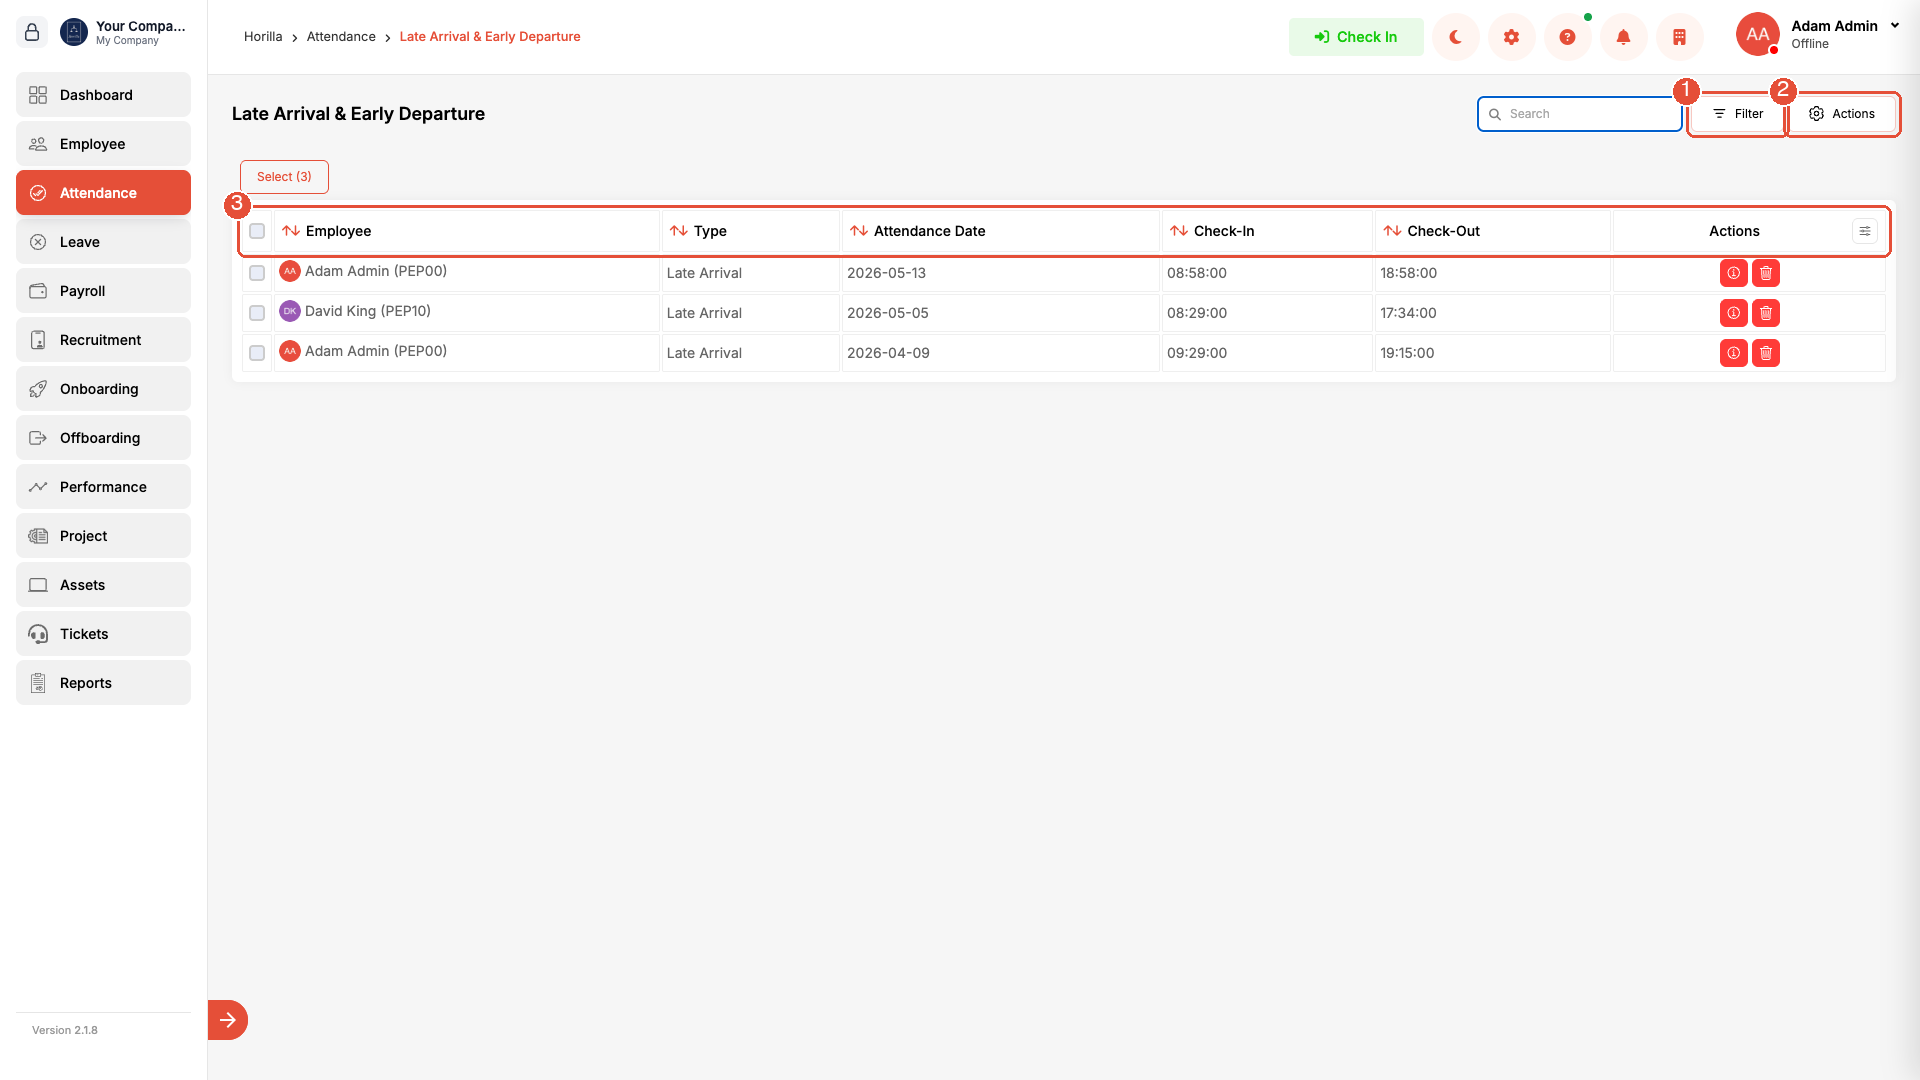 Your Compa...
My Company
Horilla > Attendance > Late Arrival & Early Departure
Check In
AA
Adam Admin
Offline
Dashboard
Employee
Attendance
Leave
Payroll
Recruitment
Onboarding
Offboarding
Performance
Project
Assets
Tickets
Reports
Version 2.1.8
Late Arrival & Early Departure
Search
1
Filter
2
Actions
Select (3)
3
Employee Type Attendance Date Check-In Check-Out Actions
AA Adam Admin (PEP00) Late Arrival 2026-05-13 08:58:00 18:58:00
DK David King (PEP10) Late Arrival 2026-05-05 08:29:00 17:34:00
AA Adam Admin (PEP00) Late Arrival 2026-04-09 09:29:00 19:15:00